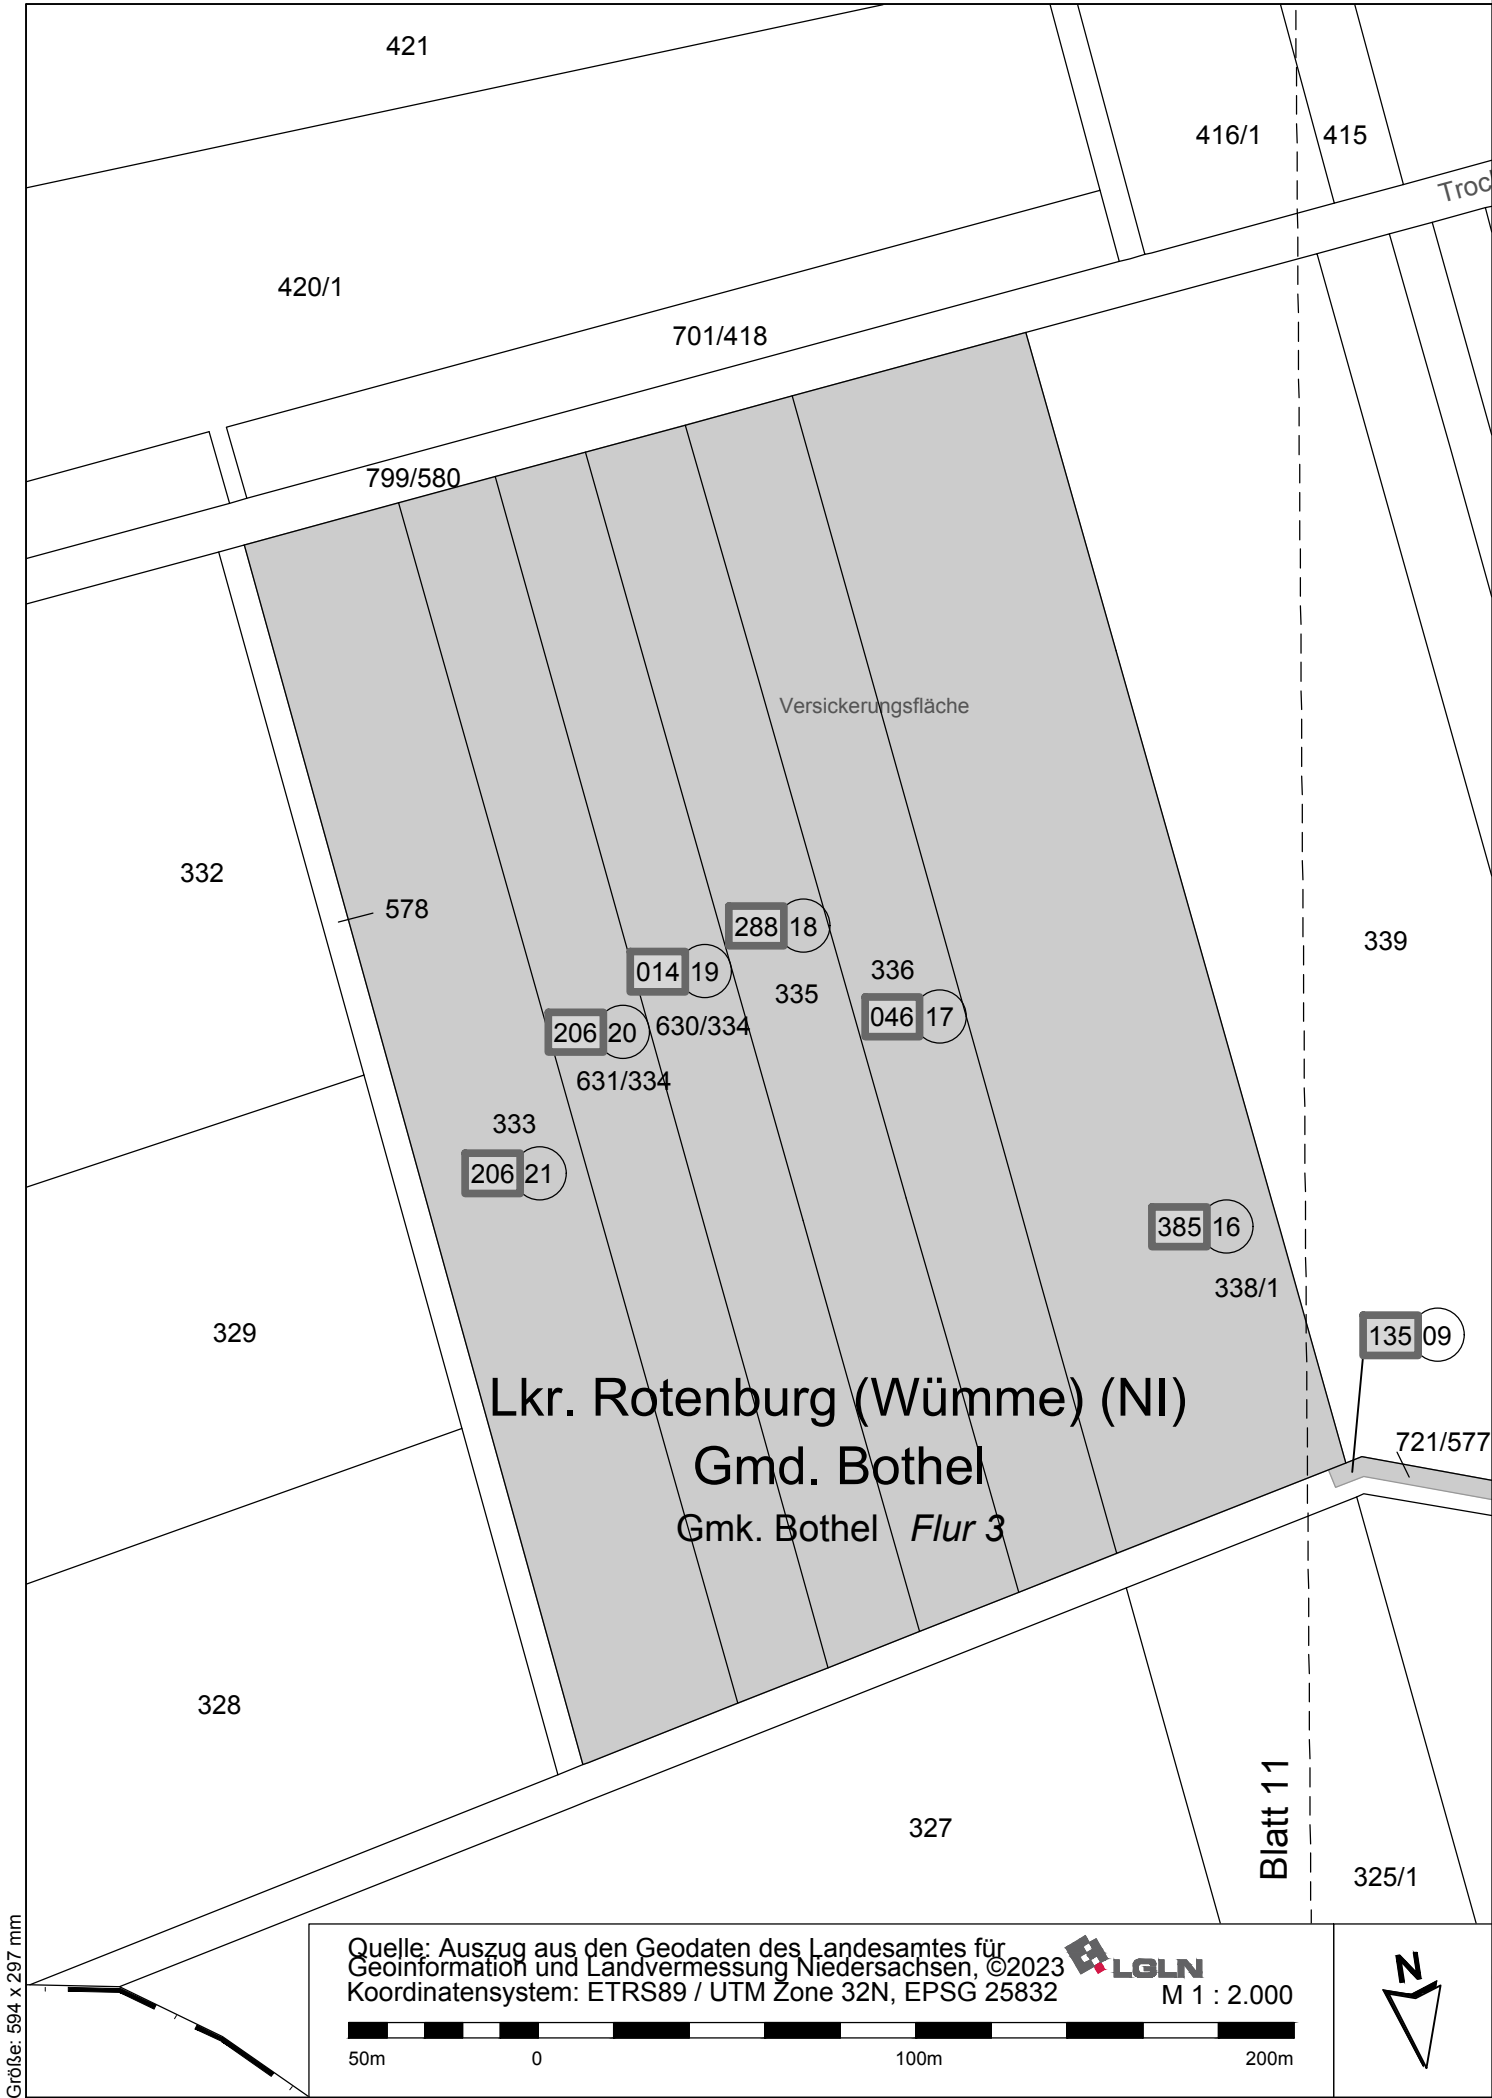 421
416/1
415
420/1
701/418
799/580
Versickerungsfläche
332
578
288 18
339
014 19
336
335
206 20
630/334
046 17
631/334
333
206 21
385 16
338/1
329
135 09
Lkr. Rotenburg (Wümme) (NI)
721/577
Gmd. Bothel
Gmk. Bothel Flur 3
328
327
Blatt 11
325/1
Größe: 594 x 297 mm
Quelle: Auszug aus den Geodaten des Landesamtes für
Geoinformation und Landvermessung Niedersachsen, ©2023
LGLN
Koordinatensystem: ETRS89 / UTM Zone 32N, EPSG 25832
M 1 : 2.000
50m 0 100m 200m
N